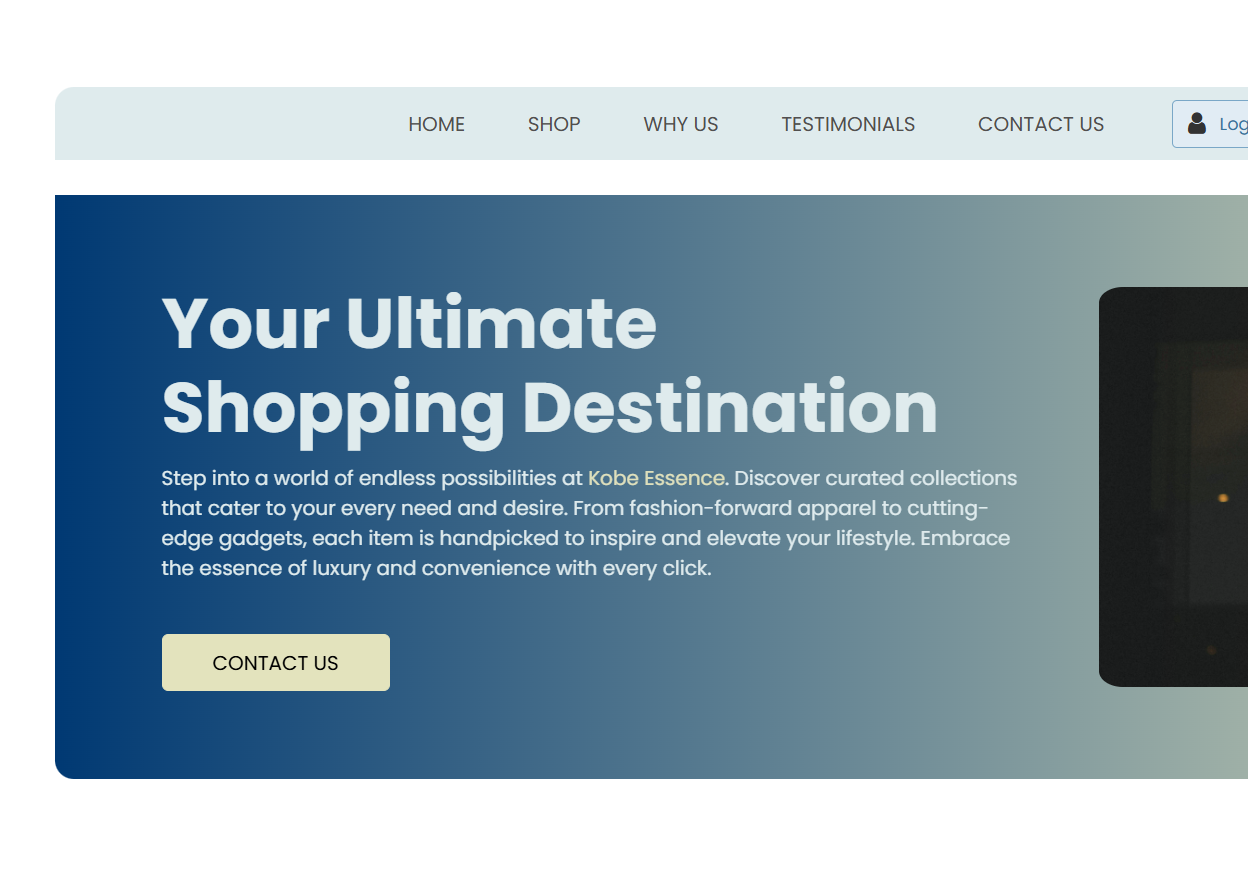 HOME SHOP WHY US TESTIMONIALS CONTACT US
Your Ultimate
Shopping Destination
Step into a world of endless possibilities at Kobe Essence. Discover curated collections
that cater to your every need and desire. From fashion-forward apparel to cutting-
edge gadgets, each item is handpicked to inspire and elevate your lifestyle. Embrace
the essence of luxury and convenience with every click.
CONTACT US